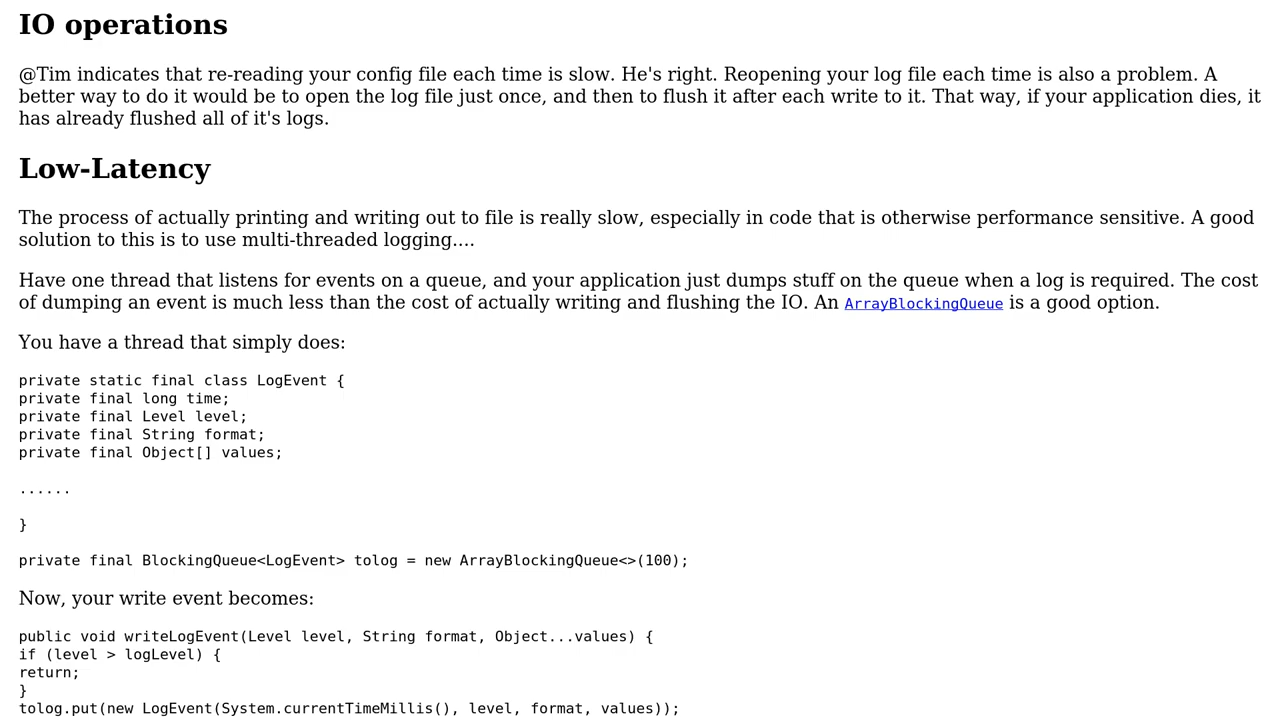 IO operations
@Tim indicates that re-reading your config file each time is slow. He's right. Reopening your log file each time is also a problem. A
better way to do it would be to open the log file just once, and then to flush it after each write to it. That way, if your application dies, it
has already flushed all of it's logs.
Low-Latency
The process of actually printing and writing out to file is really slow, especially in code that is otherwise performance sensitive. A good
solution to this is to use multi-threaded logging....
Have one thread that listens for events on a queue, and your application just dumps stuff on the queue when a log is required. The cost
of dumping an event is much less than the cost of actually writing and flushing the IO. An ArrayBlockingQueue is a good option.
You have a thread that simply does:
private static final class LogEvent {
private final long time;
private final Level level;
private final String format;
private final Object[] values;
......
}
private final BlockingQueue<LogEvent> tolog = new ArrayBlockingQueue<>(100);
Now, your write event becomes:
public void writeLogEvent(Level level, String format, Object...values) {
if (level > logLevel) {
return;
}
tolog.put(new LogEvent(System.currentTimeMillis(), level, format, values));